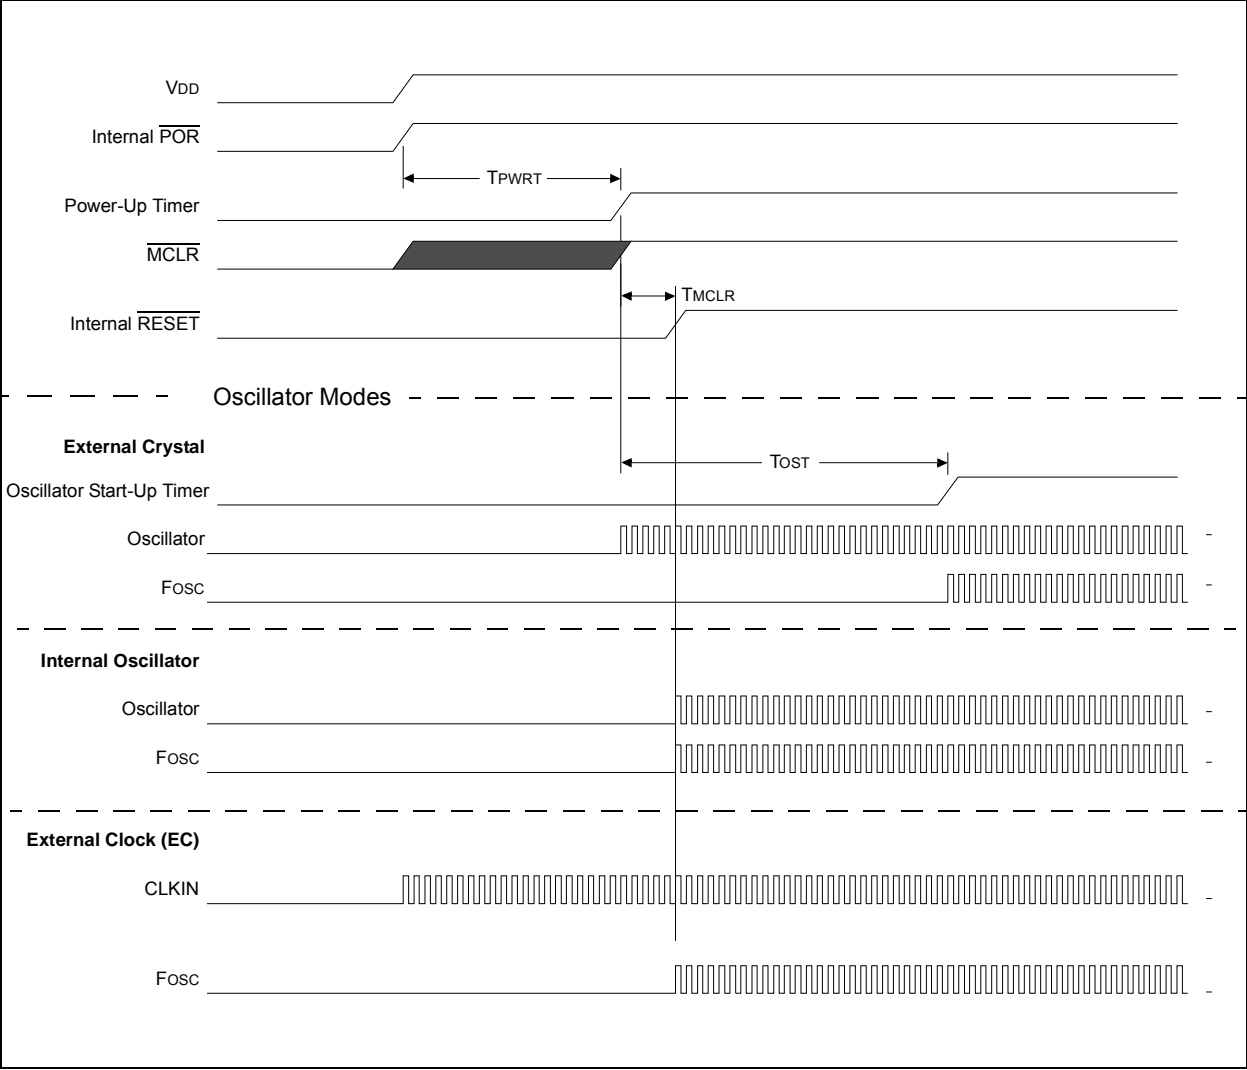 VDD
Internal POR
TPWRT
Power-Up Timer
MCLR
TMCLR
Internal RESET
Oscillator Modes
External Crystal
TOST
Oscillator Start-Up Timer
Oscillator
FOSC
Internal Oscillator
Oscillator
FOSC
External Clock (EC)
CLKIN
FOSC